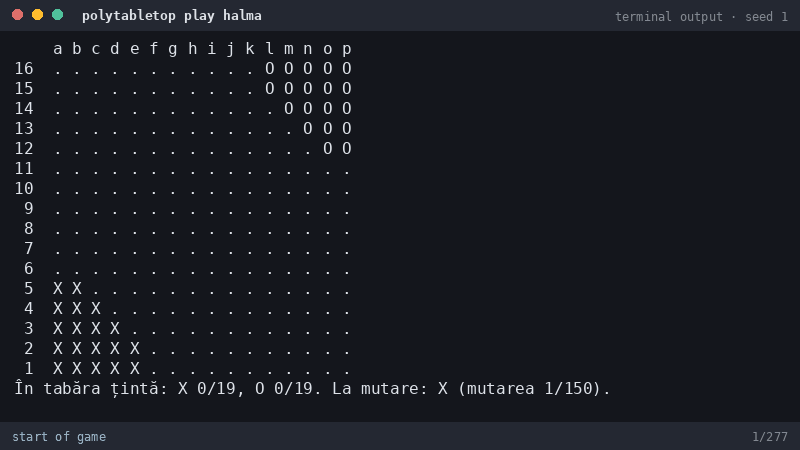 polytabletop play halma
terminal output · seed 1
a b c d e f g h i j k l m n o p
16 . . . . . . . . . . . O O O O O
15 . . . . . . . . . . . O O O O O
14 . . . . . . . . . . . . O O O O
13 . . . . . . . . . . . . . O O O
12 . . . . . . . . . . . . . . O O
11 . . . . . . . . . . . . . . . .
10 . . . . . . . . . . . . . . . .
9 . . . . . . . . . . . . . . . .
8 . . . . . . . . . . . . . . . .
7 . . . . . . . . . . . . . . . .
6 . . . . . . . . . . . . . . . .
5 X X . . . . . . . . . . . . . .
4 X X X . . . . . . . . . . . . .
3 X X X X . . . . . . . . . . . .
2 X X X X X . . . . . . . . . . .
1 X X X X X . . . . . . . . . . .
În tabăra țintă: X 0/19, O 0/19. La mutare: X (mutarea 1/150).
start of game
1/277